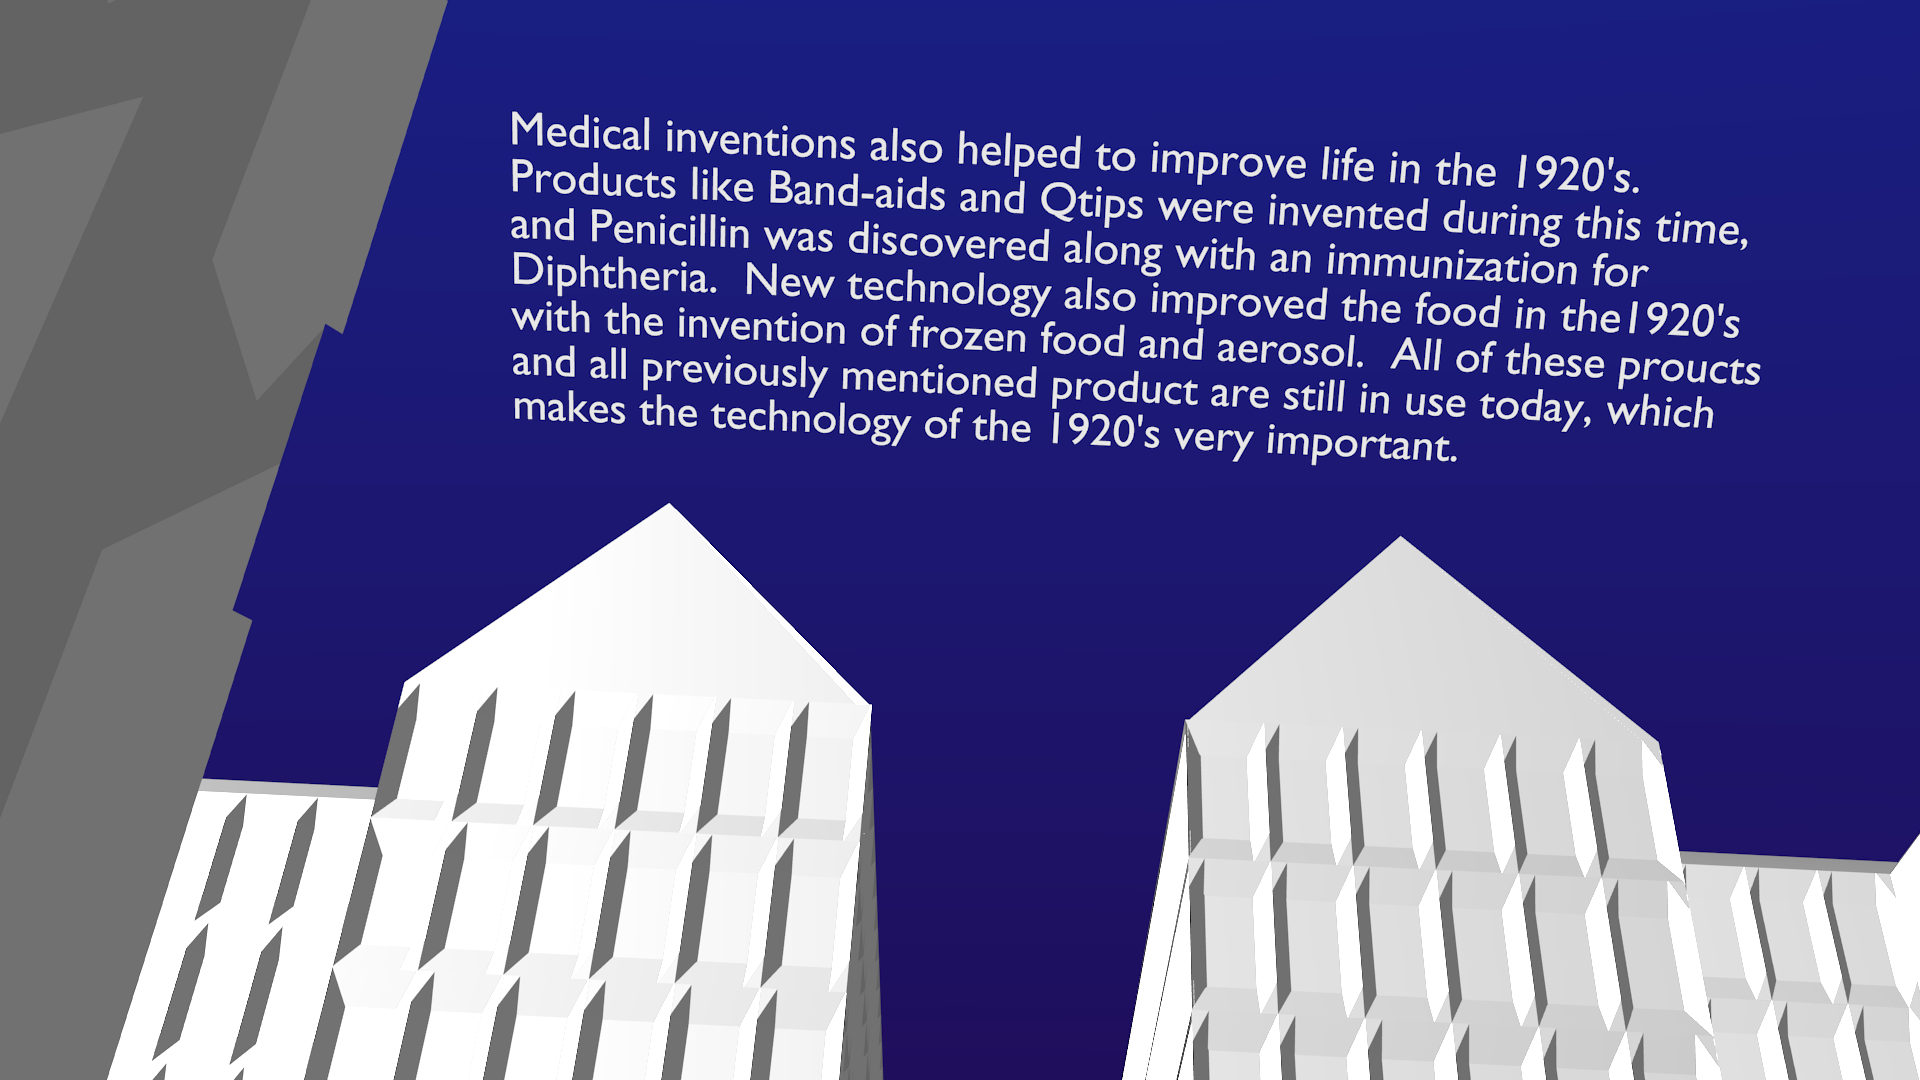 Medical inventions also helped to improve life in the 1920's.
Products like Band-aids and Qtips were invented during this time,
and Penicillin was discovered along with an immunization for
Diphtheria.  New technology also improved the food in the1920's
with the invention of frozen food and aerosol.  All of these proucts
and all previously mentioned product are still in use today, which
makes the technology of the 1920's very important.